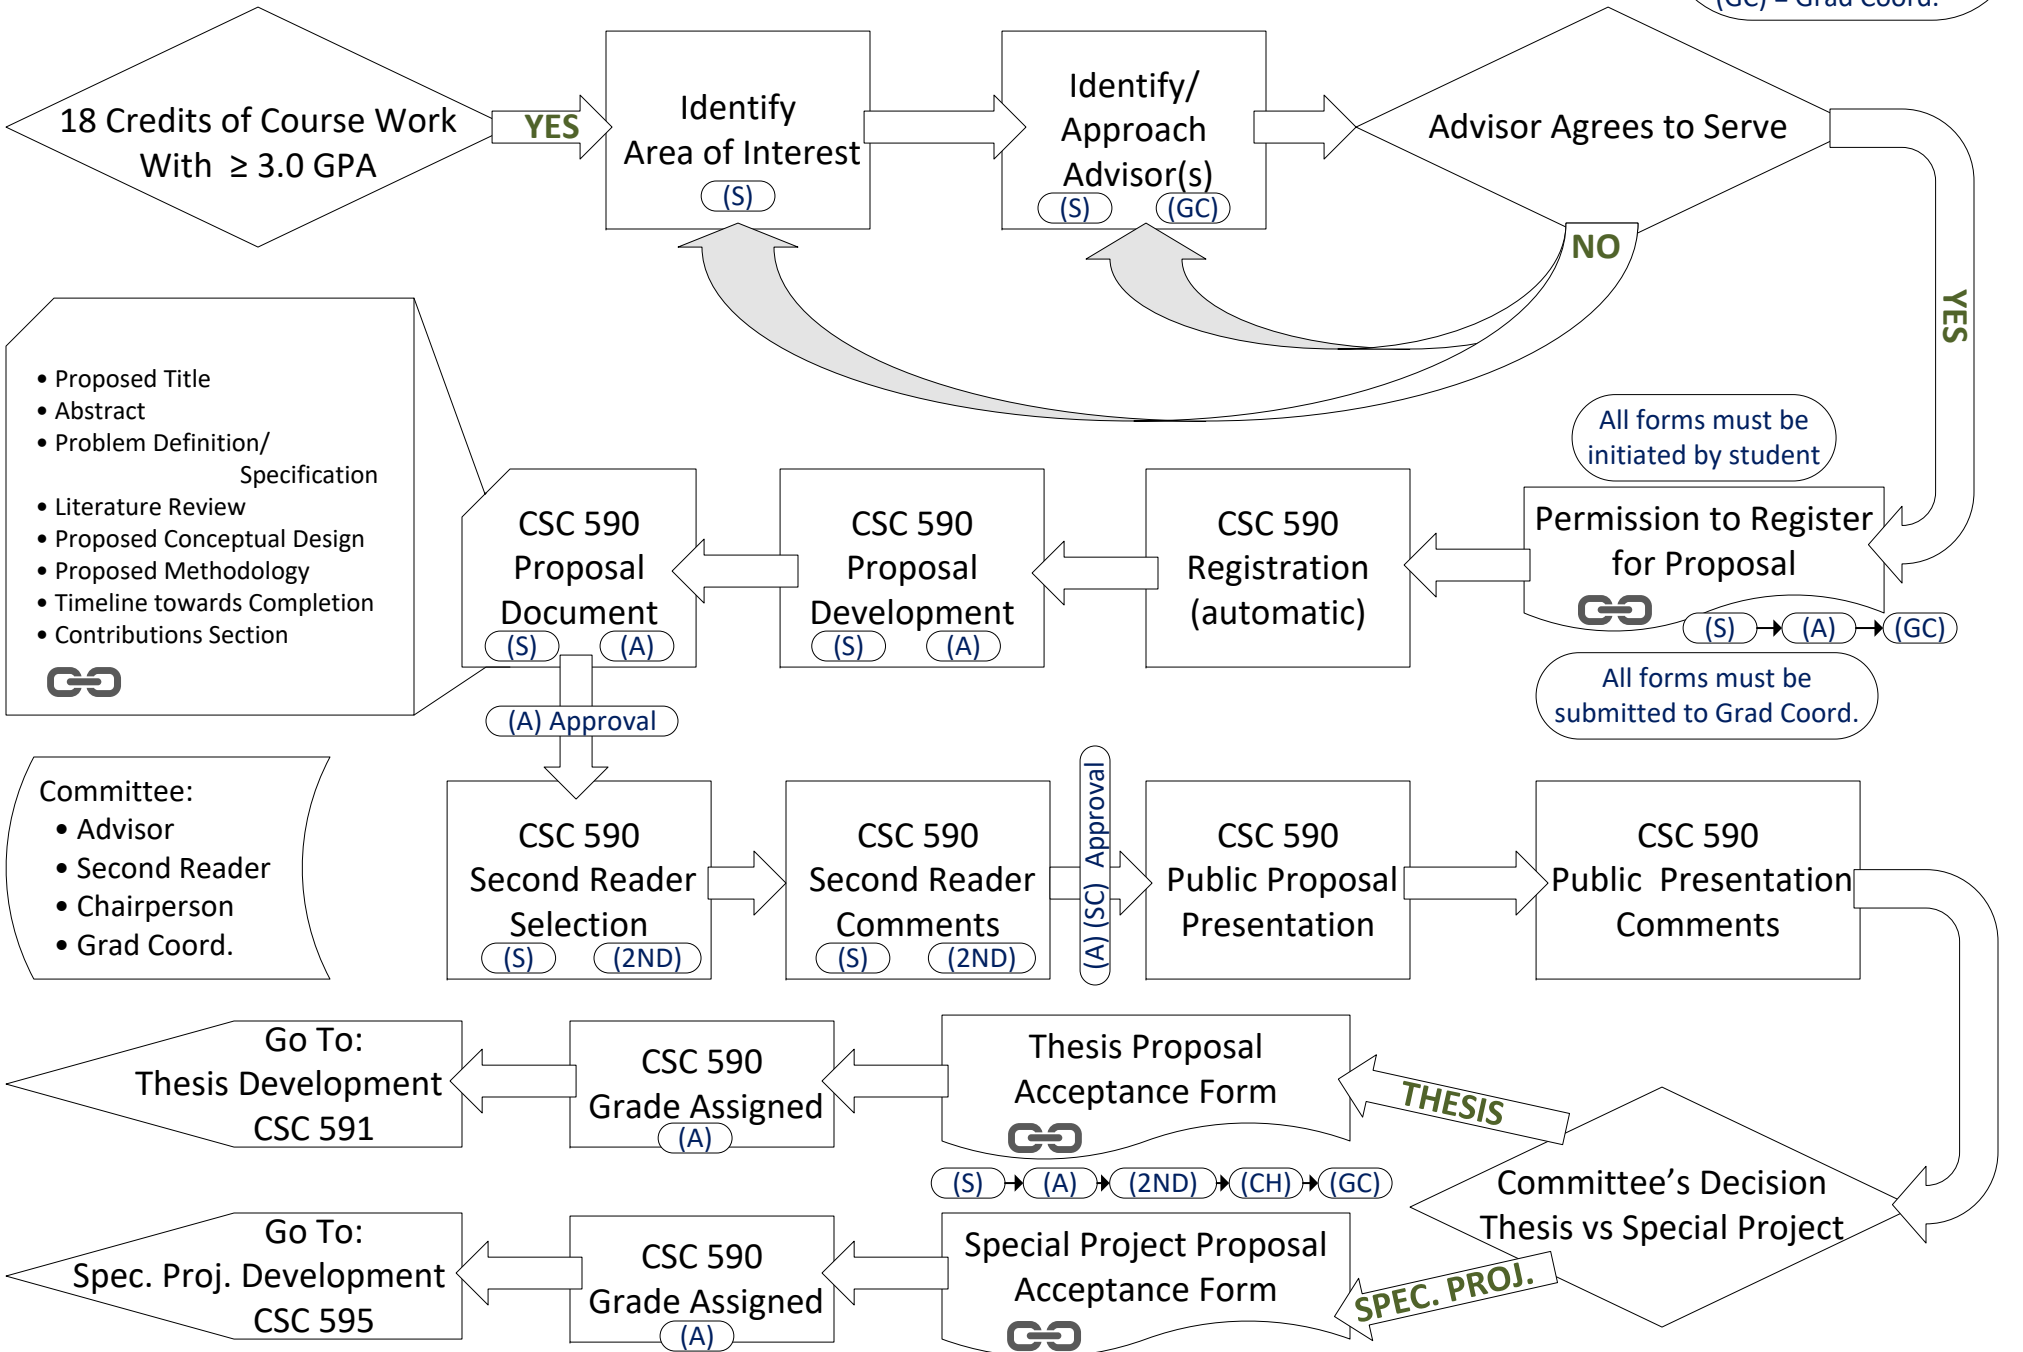 (GC) = Grad Coord.
18 Credits of Course Work
With ≥ 3.0 GPA
YES
Identify
Area of Interest
(S)
Identify/
Approach
Advisor(s)
(S) (GC)
Advisor Agrees to Serve
NO
YES
• Proposed Title
• Abstract
• Problem Definition/
Specification
• Literature Review
• Proposed Conceptual Design
• Proposed Methodology
• Timeline towards Completion
• Contributions Section
All forms must be
initiated by student
Permission to Register
for Proposal
(S) (A) (GC)
All forms must be
submitted to Grad Coord.
CSC 590
Registration
(automatic)
CSC 590
Proposal
Development
(S) (A)
CSC 590
Proposal
Document
(S) (A)
(A) Approval
Committee:
• Advisor
• Second Reader
• Chairperson
• Grad Coord.
CSC 590
Second Reader
Selection
(S) (2ND)
CSC 590
Second Reader
Comments
(S) (2ND)
(A) (SC) Approval
CSC 590
Public Proposal
Presentation
CSC 590
Public Presentation
Comments
Committee’s Decision
Thesis vs Special Project
THESIS
Thesis Proposal
Acceptance Form
(S) (A) (2ND) (CH) (GC)
CSC 590
Grade Assigned
(A)
Go To:
Thesis Development
CSC 591
SPEC. PROJ.
Special Project Proposal
Acceptance Form
CSC 590
Grade Assigned
(A)
Go To:
Spec. Proj. Development
CSC 595